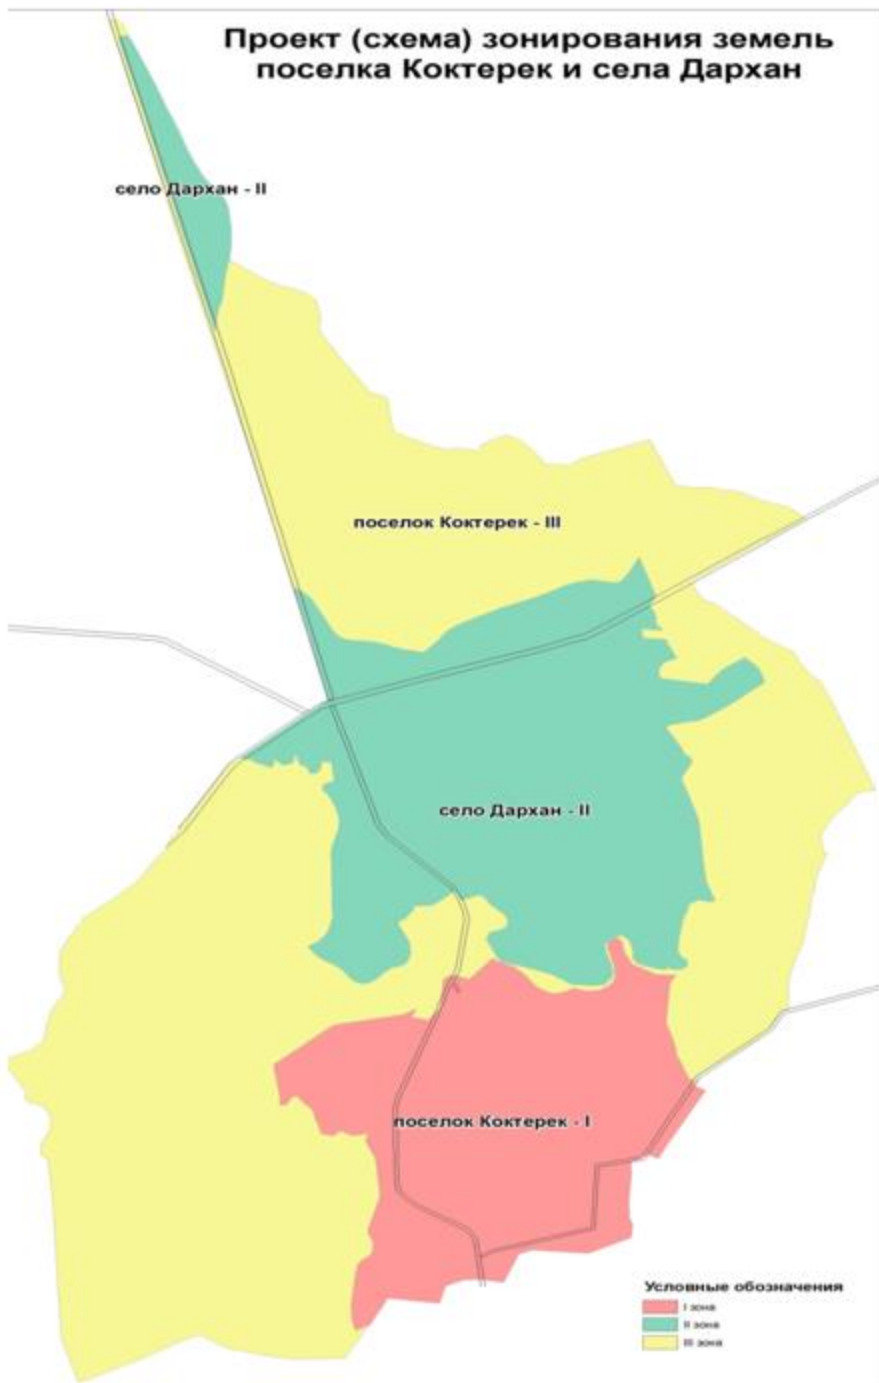 Проект (схема) зонирования земель
поселка Коктерек и села Дархан
село Дархан - II
поселок Коктерек - III
село Дархан - II
поселок Коктерек - I
Условные обозначения
I зона
II зона
III зона